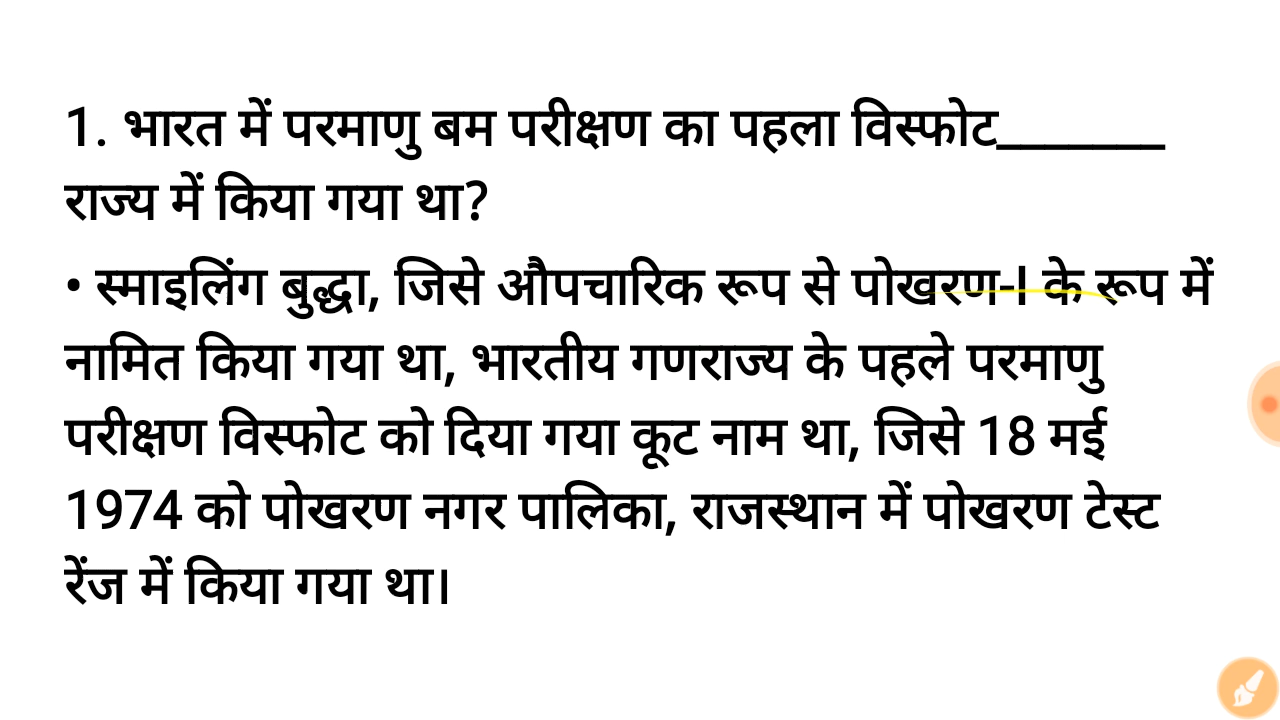 1. भारत में परमाणु बम परीक्षण का पहला विस्फोट_______
राज्य में किया गया था?
• स्माइलिंग बुद्धा, जिसे औपचारिक रूप से पोखरण-I के रूप में
नामित किया गया था, भारतीय गणराज्य के पहले परमाणु
परीक्षण विस्फोट को दिया गया कूट नाम था, जिसे 18 मई
1974 को पोखरण नगर पालिका, राजस्थान में पोखरण टेस्ट
रेंज में किया गया था।